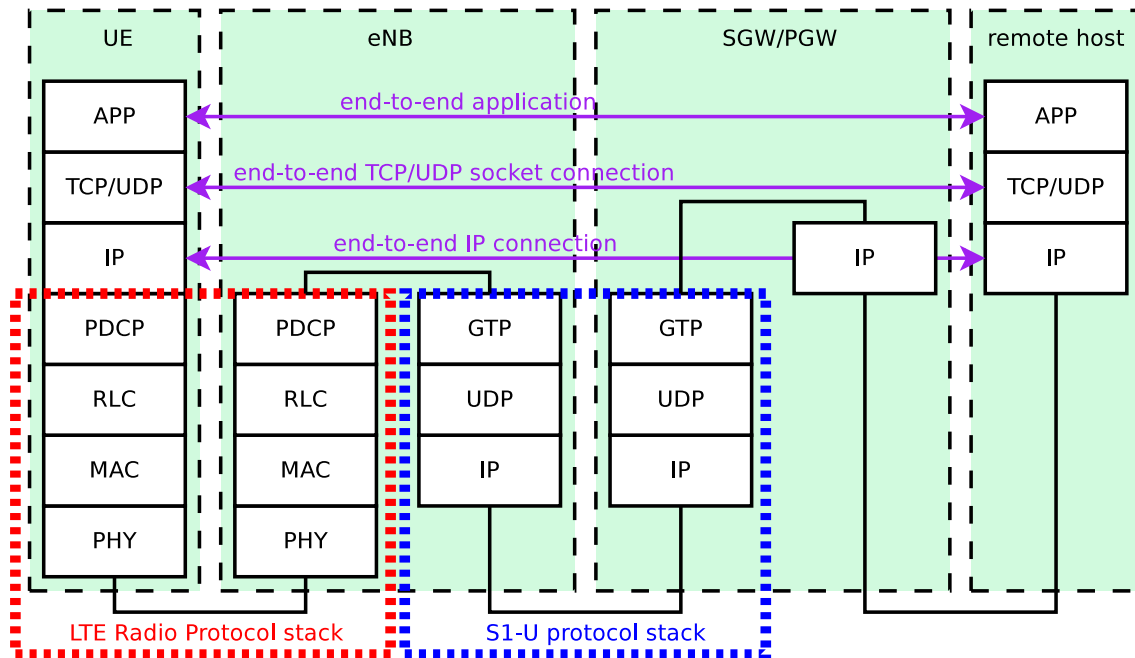 UE
eNB
SGW/PGW
remote host
APP
end-to-end application
APP
TCP/UDP
end-to-end TCP/UDP socket connection
TCP/UDP
IP
end-to-end IP connection
IP
IP
PDCP
PDCP
GTP
GTP
RLC
RLC
UDP
UDP
MAC
MAC
IP
IP
PHY
PHY
LTE Radio Protocol stack
S1-U protocol stack